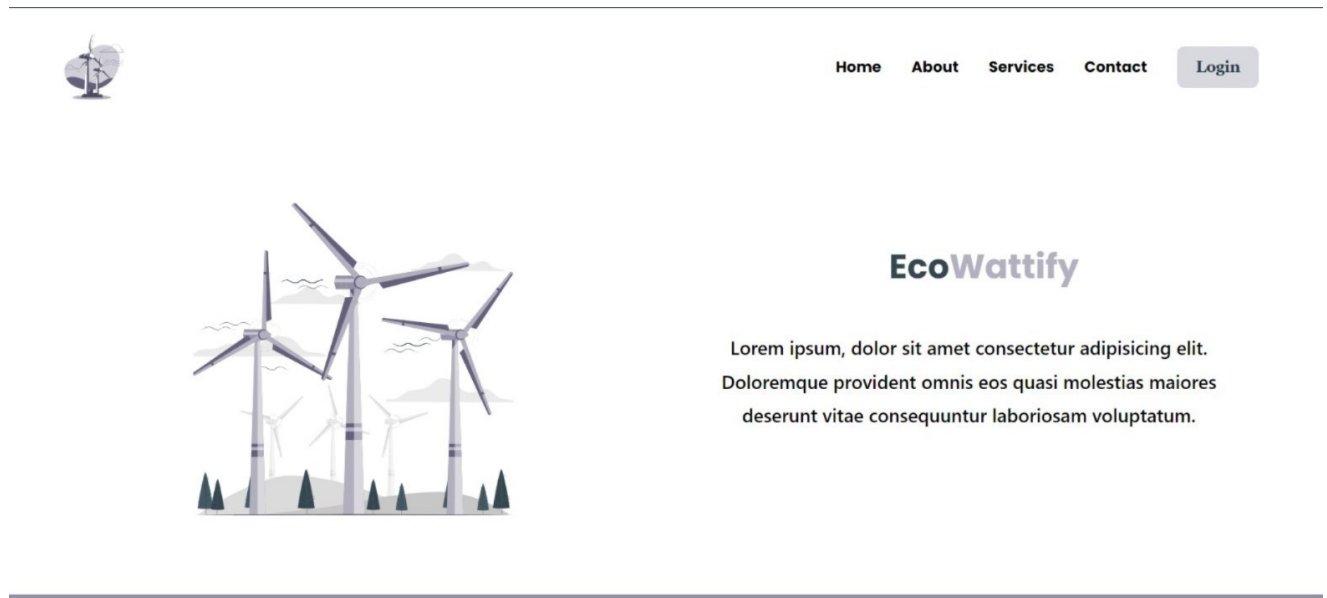 Home About Services Contact Login
EcoWattify
Lorem ipsum, dolor sit amet consectetur adipisicing elit.
Doloremque provident omnis eos quasi molestias maiores
deserunt vitae consequuntur laboriosam voluptatum.